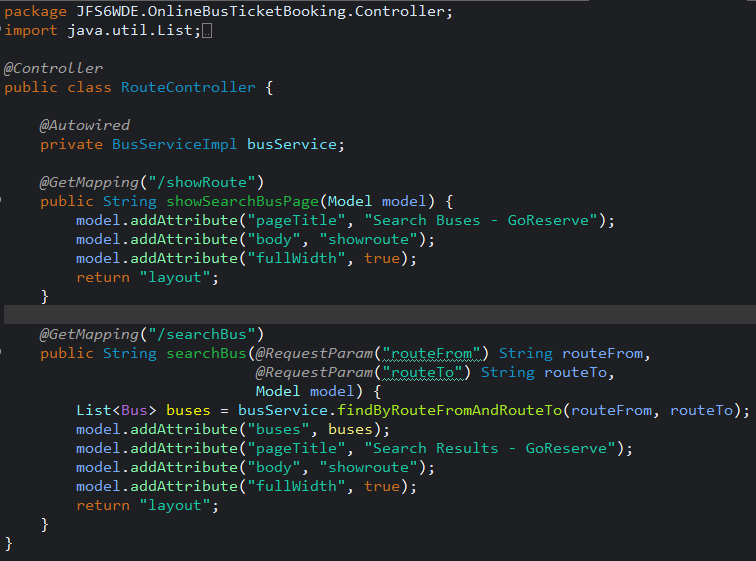 package JFS6WDE.OnlineBusTicketBooking.Controller;
import java.util.List;
@Controller
public class RouteController {
@Autowired
private BusServiceImpl busService;
@GetMapping("/showRoute")
public String showSearchBusPage(Model model) {
model.addAttribute("pageTitle", "Search Buses - GoReserve");
model.addAttribute("body", "showroute");
model.addAttribute("fullWidth", true);
return "layout";
}
@GetMapping("/searchBus")
public String searchBus(@RequestParam("routeFrom") String routeFrom,
@RequestParam("routeTo") String routeTo,
Model model) {
List<Bus> buses = busService.findByRouteFromAndRouteTo(routeFrom, routeTo);
model.addAttribute("buses", buses);
model.addAttribute("pageTitle", "Search Results - GoReserve");
model.addAttribute("body", "showroute");
model.addAttribute("fullWidth", true);
return "layout";
}
}